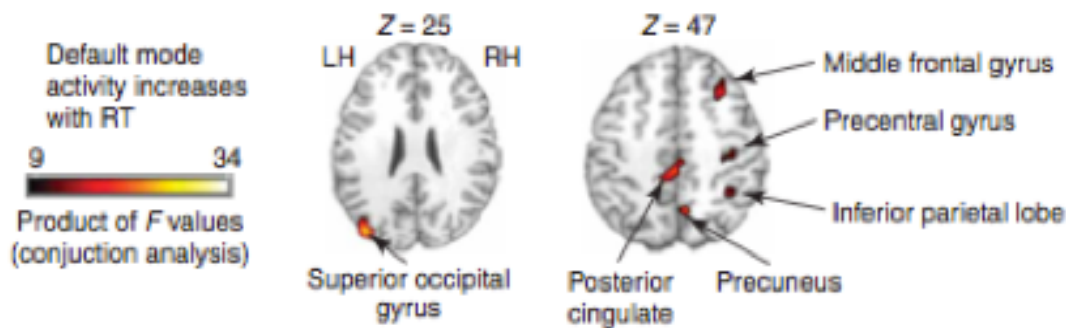 Default mode
activity increases
with RT
9 34
Product of F values
(conjuction analysis)
Z = 25
LH RH
Superior occipital
gyrus
Z = 47
Middle frontal gyrus
Precentral gyrus
Inferior parietal lobe
Posterior
cingulate
Precuneus